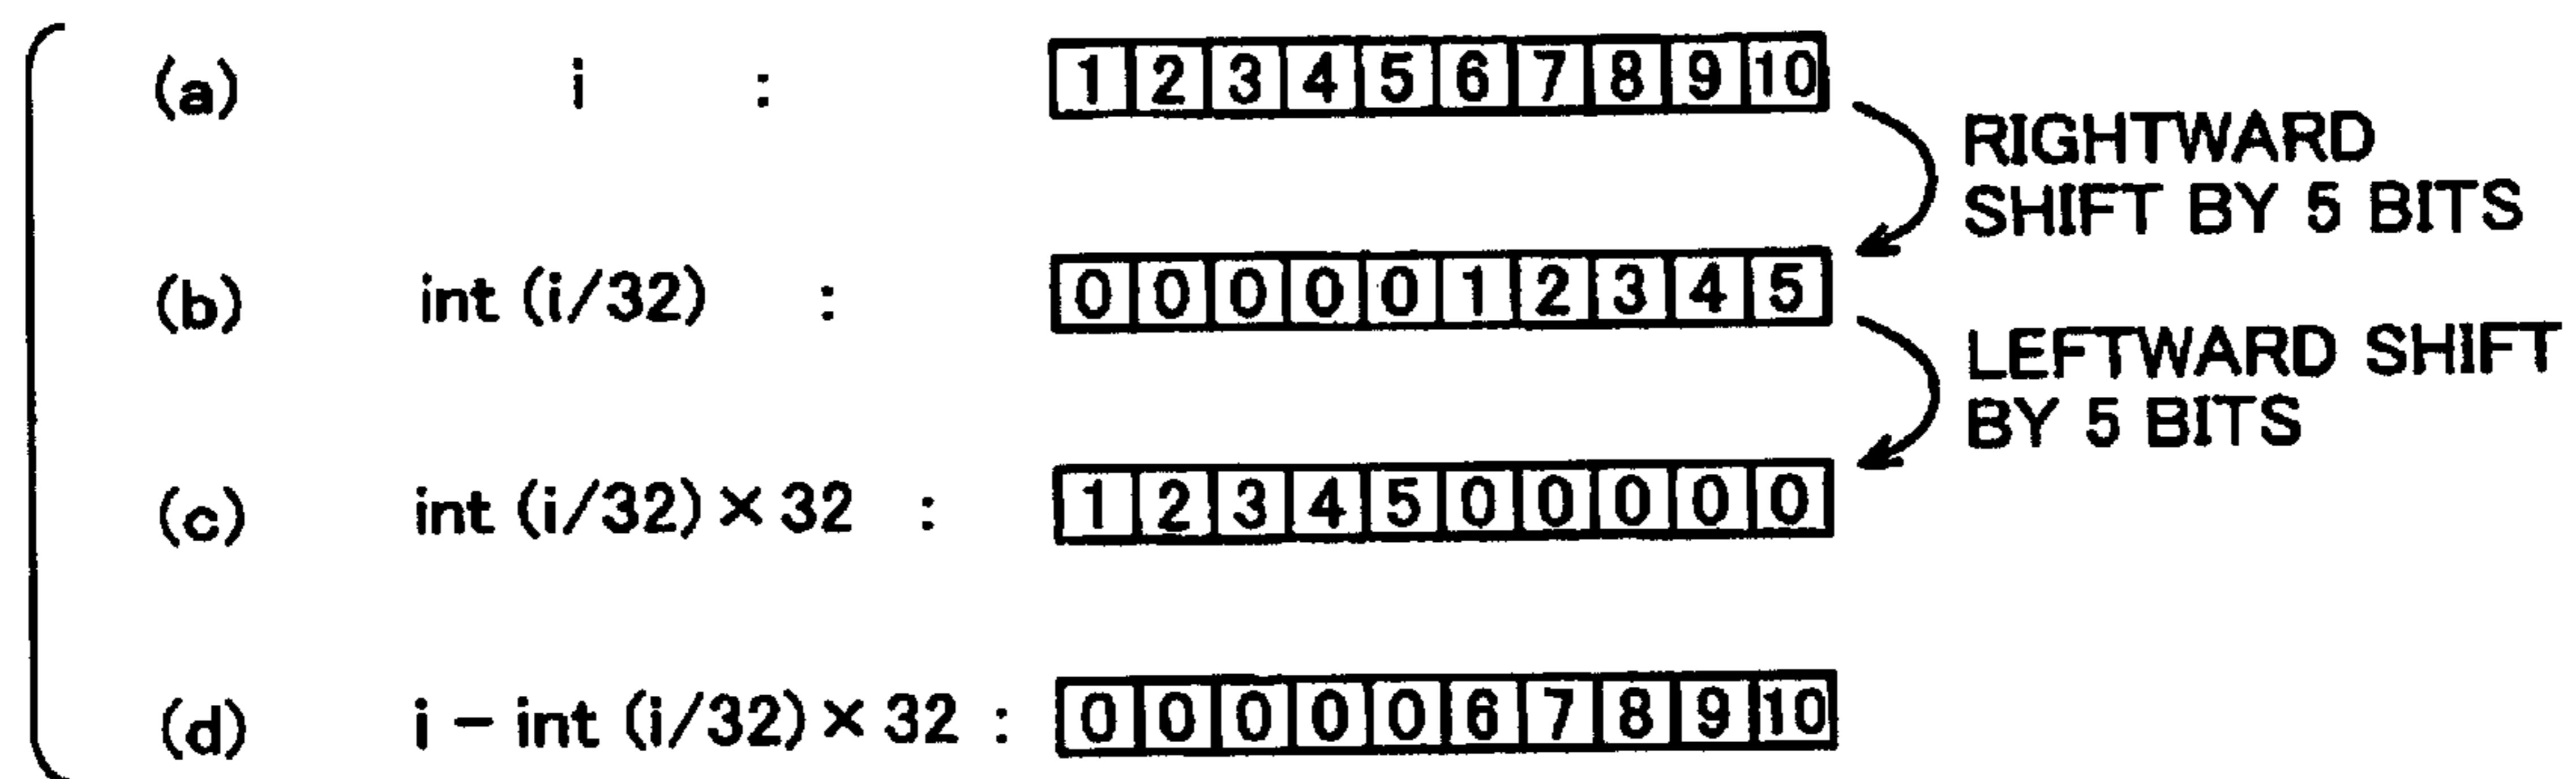 (a) i : 1 2 3 4 5 6 7 8 9 10
RIGHTWARD
SHIFT BY 5 BITS
(b) int (i/32) : 0 0 0 0 0 1 2 3 4 5
LEFTWARD SHIFT
BY 5 BITS
(c) int (i/32) × 32 : 1 2 3 4 5 0 0 0 0 0
(d) i − int (i/32) × 32 : 0 0 0 0 0 6 7 8 9 10